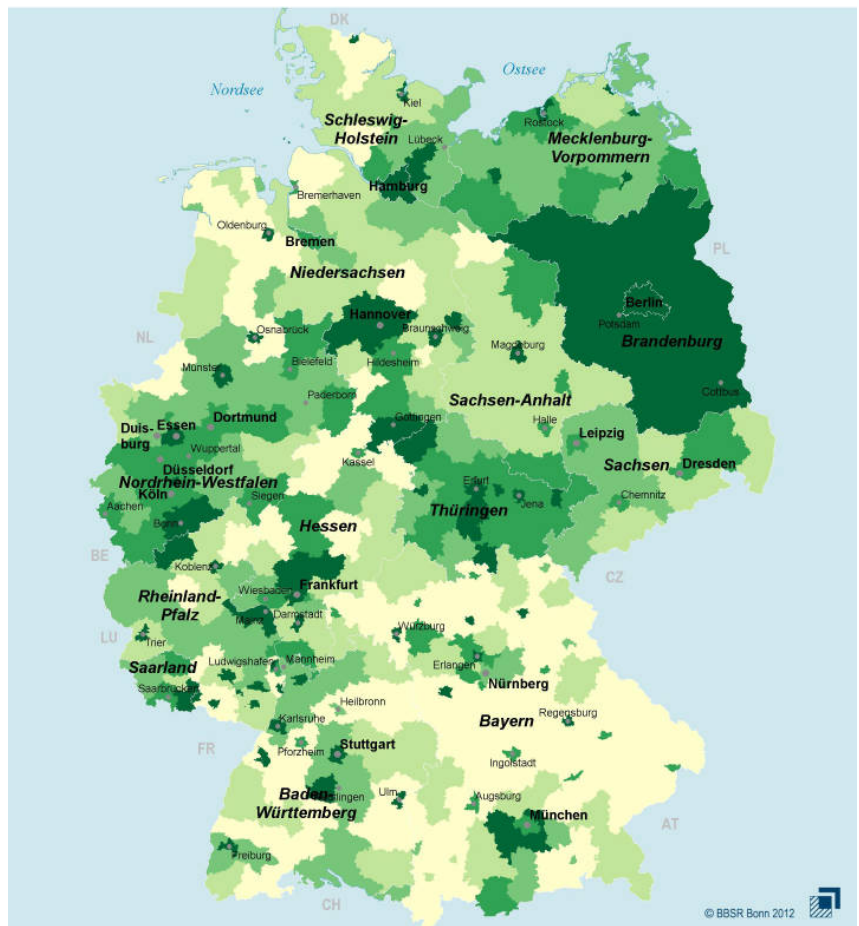 DK
Nordsee
Ostsee
Kiel
Schleswig-
Holstein
Rostock
Lübeck
Mecklenburg-
Vorpommern
Hamburg
Bremerhaven
Oldenburg
Bremen
PL
Niedersachsen
Berlin
Hannover
Potsdam
Osnabrück
Braunschweig
Brandenburg
NL
Magdeburg
Münster
Bielefeld
Hildesheim
Cottbus
Paderborn
Sachsen-Anhalt
Göttingen
Duis-
burg
Essen
Dortmund
Halle
Leipzig
Wuppertal
Kassel
Düsseldorf
Sachsen
Dresden
Nordrhein-Westfalen
Erfurt
Köln
Siegen
Jena
Chemnitz
Aachen
Thüringen
Bonn
Hessen
BE
Koblenz
CZ
Wiesbaden
Frankfurt
Rheinland-
Pfalz
Mainz
Darmstadt
Würzburg
LU
Trier
Ludwigshafen
Mannheim
Erlangen
Saarland
Nürnberg
Saarbrücken
Heilbronn
Bayern
Regensburg
Karlsruhe
FR
Pforzheim
Stuttgart
Ingolstadt
Baden-
Württemberg
Ulm
Augsburg
München
AT
Freiburg
CH
© BBSR Bonn 2012